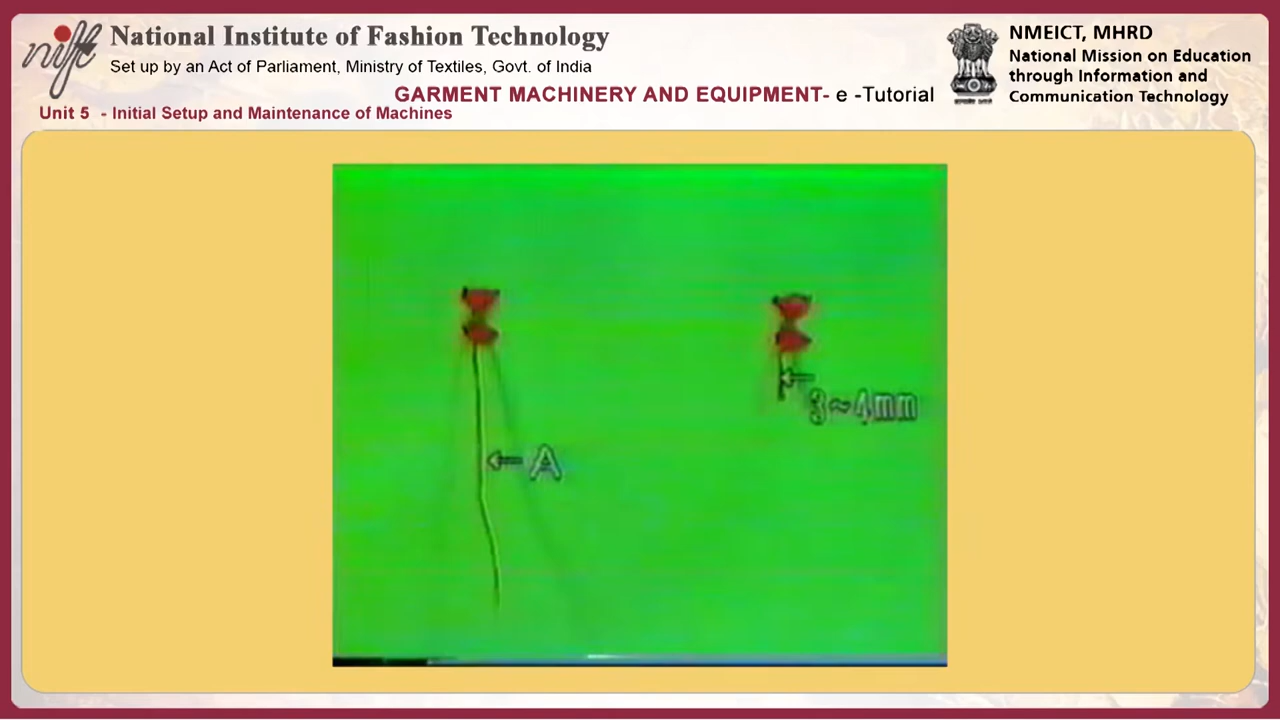 nift
National Institute of Fashion Technology
Set up by an Act of Parliament, Ministry of Textiles, Govt. of India
GARMENT MACHINERY AND EQUIPMENT- e -Tutorial
Unit 5 - Initial Setup and Maintenance of Machines
NMEICT, MHRD
National Mission on Education
through Information and
Communication Technology
3~4mm
A